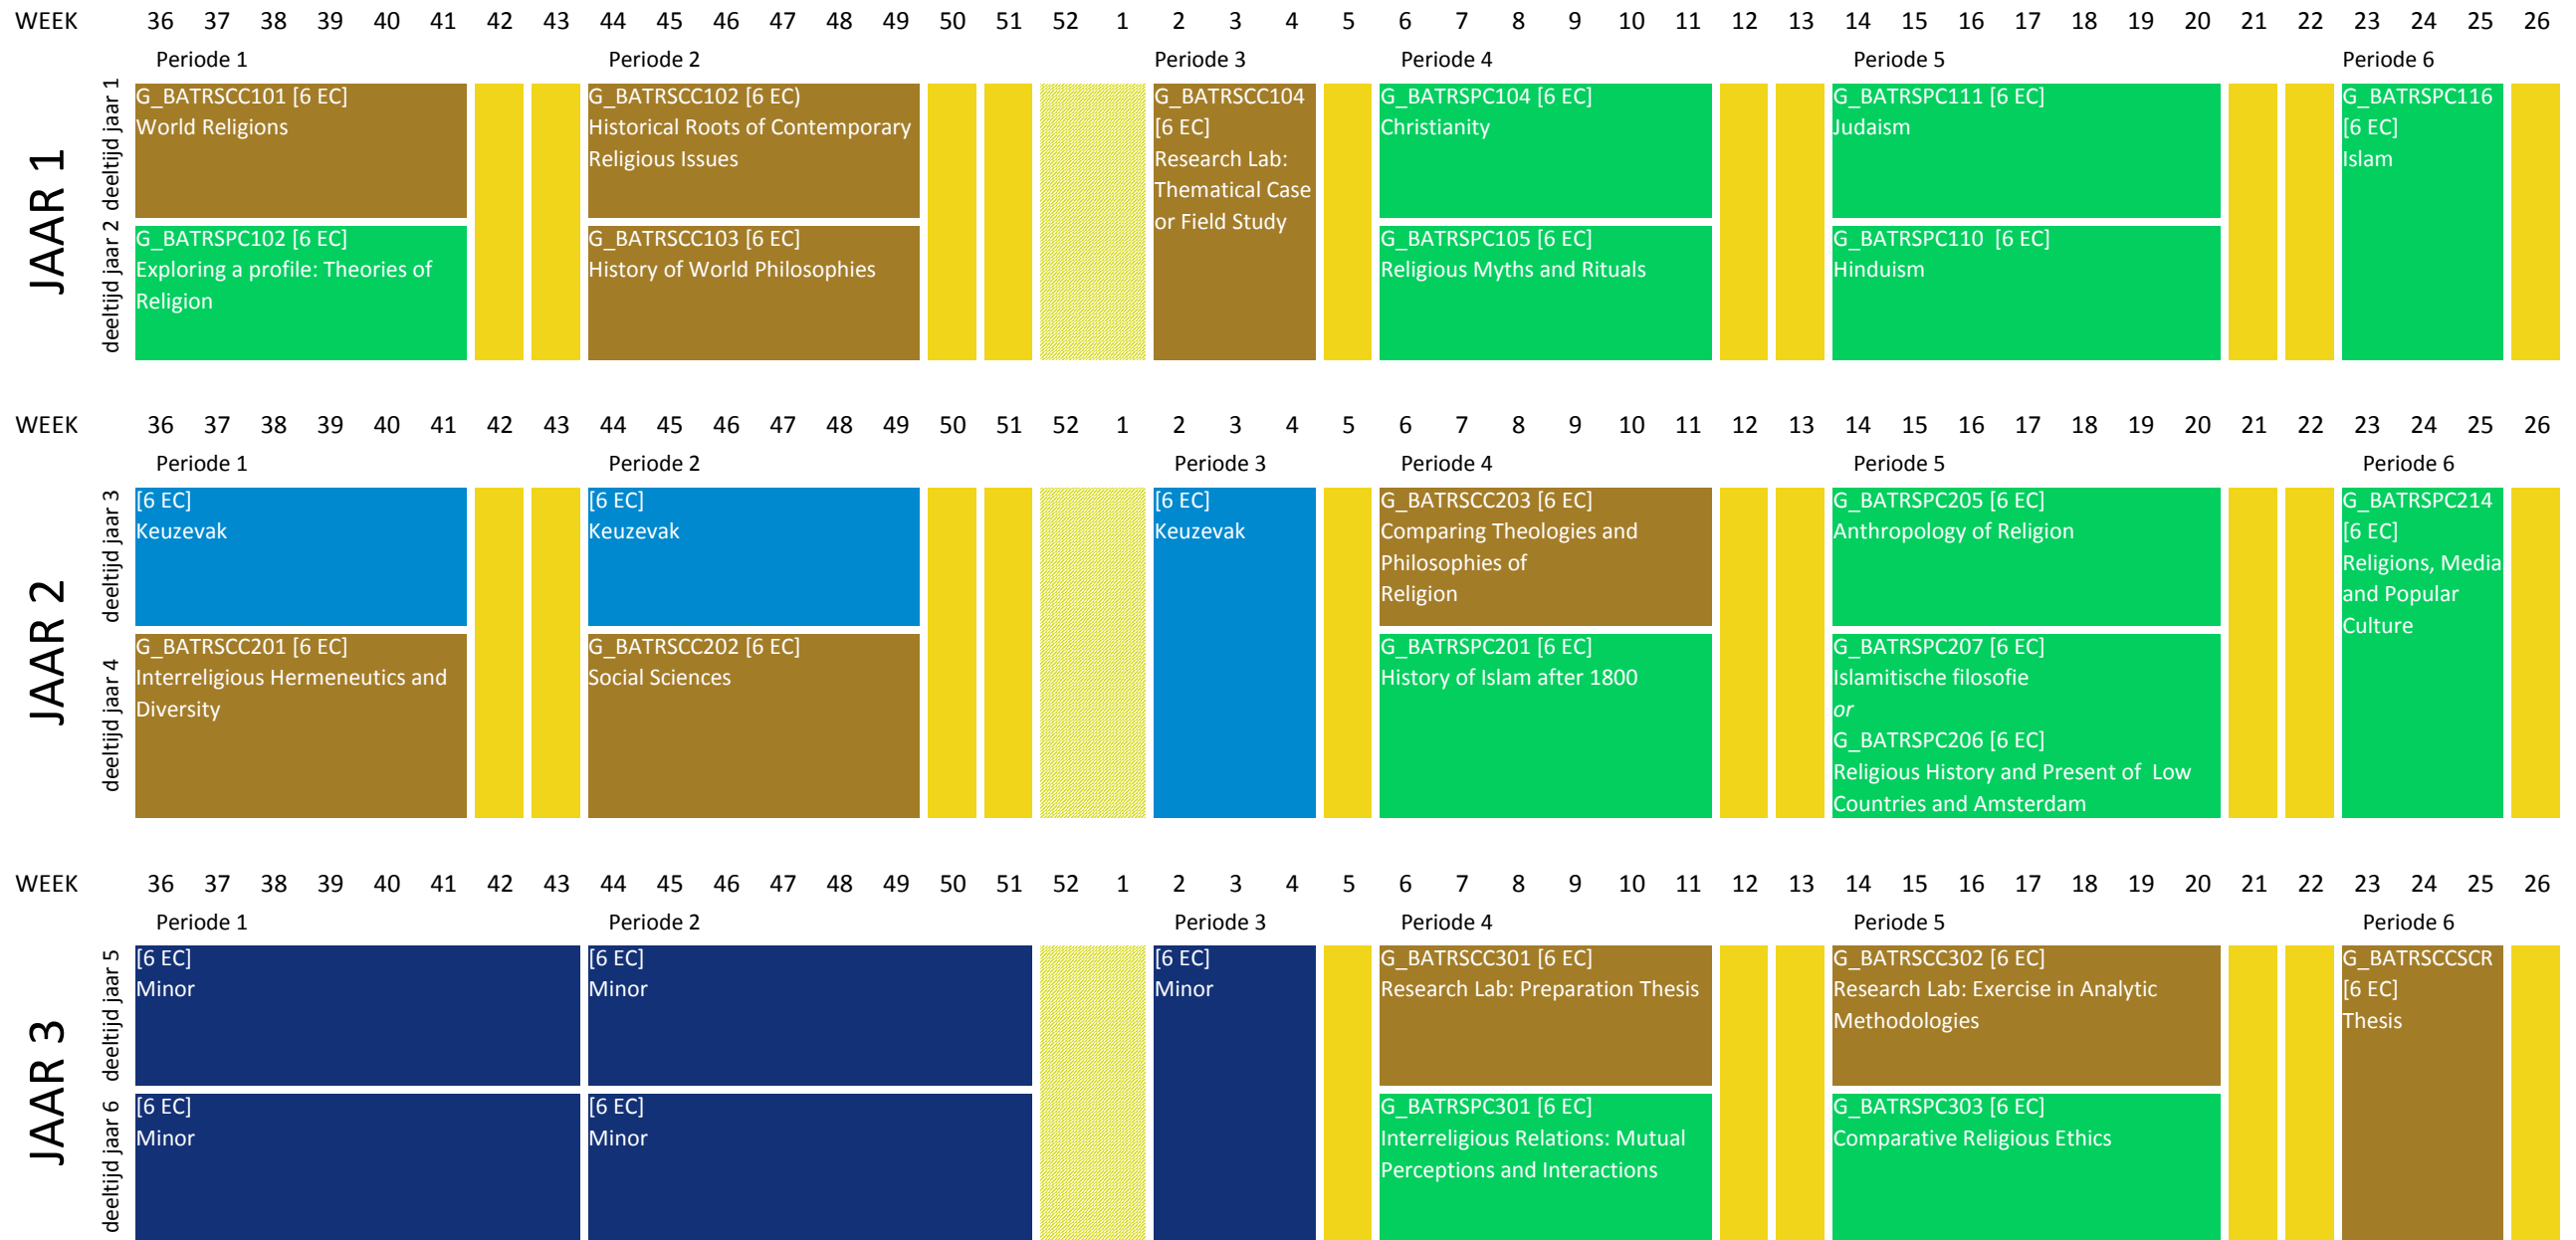 WEEK 36 37 38 39 40 41 42 43 44 45 46 47 48 49 50 51 52 1 2 3 4 5 6 7 8 9 10 11 12 13 14 15 16 17 18 19 20 21 22 23 24 25 26
Periode 1 Periode 2 Periode 3 Periode 4 Periode 5 Periode 6
JAAR 1
deeltijd jaar 1
G_BATRSCC101 [6 EC]
World Religions
G_BATRSCC102 [6 EC)
Historical Roots of Contemporary
Religious Issues
G_BATRSCC104
[6 EC]
Research Lab:
Thematical Case
or Field Study
G_BATRSPC104 [6 EC]
Christianity
G_BATRSPC111 [6 EC]
Judaism
G_BATRSPC116
[6 EC]
Islam
deeltijd jaar 2
G_BATRSPC102 [6 EC]
Exploring a profile: Theories of
Religion
G_BATRSCC103 [6 EC]
History of World Philosophies
G_BATRSPC105 [6 EC]
Religious Myths and Rituals
G_BATRSPC110 [6 EC]
Hinduism
WEEK 36 37 38 39 40 41 42 43 44 45 46 47 48 49 50 51 52 1 2 3 4 5 6 7 8 9 10 11 12 13 14 15 16 17 18 19 20 21 22 23 24 25 26
Periode 1 Periode 2 Periode 3 Periode 4 Periode 5 Periode 6
JAAR 2
deeltijd jaar 3
[6 EC]
Keuzevak
[6 EC]
Keuzevak
[6 EC]
Keuzevak
G_BATRSCC203 [6 EC]
Comparing Theologies and
Philosophies of
Religion
G_BATRSPC205 [6 EC]
Anthropology of Religion
G_BATRSPC214
[6 EC]
Religions, Media
and Popular
Culture
deeltijd jaar 4
G_BATRSCC201 [6 EC]
Interreligious Hermeneutics and
Diversity
G_BATRSCC202 [6 EC]
Social Sciences
G_BATRSPC201 [6 EC]
History of Islam after 1800
G_BATRSPC207 [6 EC]
Islamitische filosofie
or
G_BATRSPC206 [6 EC]
Religious History and Present of Low
Countries and Amsterdam
WEEK 36 37 38 39 40 41 42 43 44 45 46 47 48 49 50 51 52 1 2 3 4 5 6 7 8 9 10 11 12 13 14 15 16 17 18 19 20 21 22 23 24 25 26
Periode 1 Periode 2 Periode 3 Periode 4 Periode 5 Periode 6
JAAR 3
deeltijd jaar 5
[6 EC]
Minor
[6 EC]
Minor
[6 EC]
Minor
G_BATRSCC301 [6 EC]
Research Lab: Preparation Thesis
G_BATRSCC302 [6 EC]
Research Lab: Exercise in Analytic
Methodologies
G_BATRSCCSCR
[6 EC]
Thesis
deeltijd jaar 6
[6 EC]
Minor
[6 EC]
Minor
G_BATRSPC301 [6 EC]
Interreligious Relations: Mutual
Perceptions and Interactions
G_BATRSPC303 [6 EC]
Comparative Religious Ethics